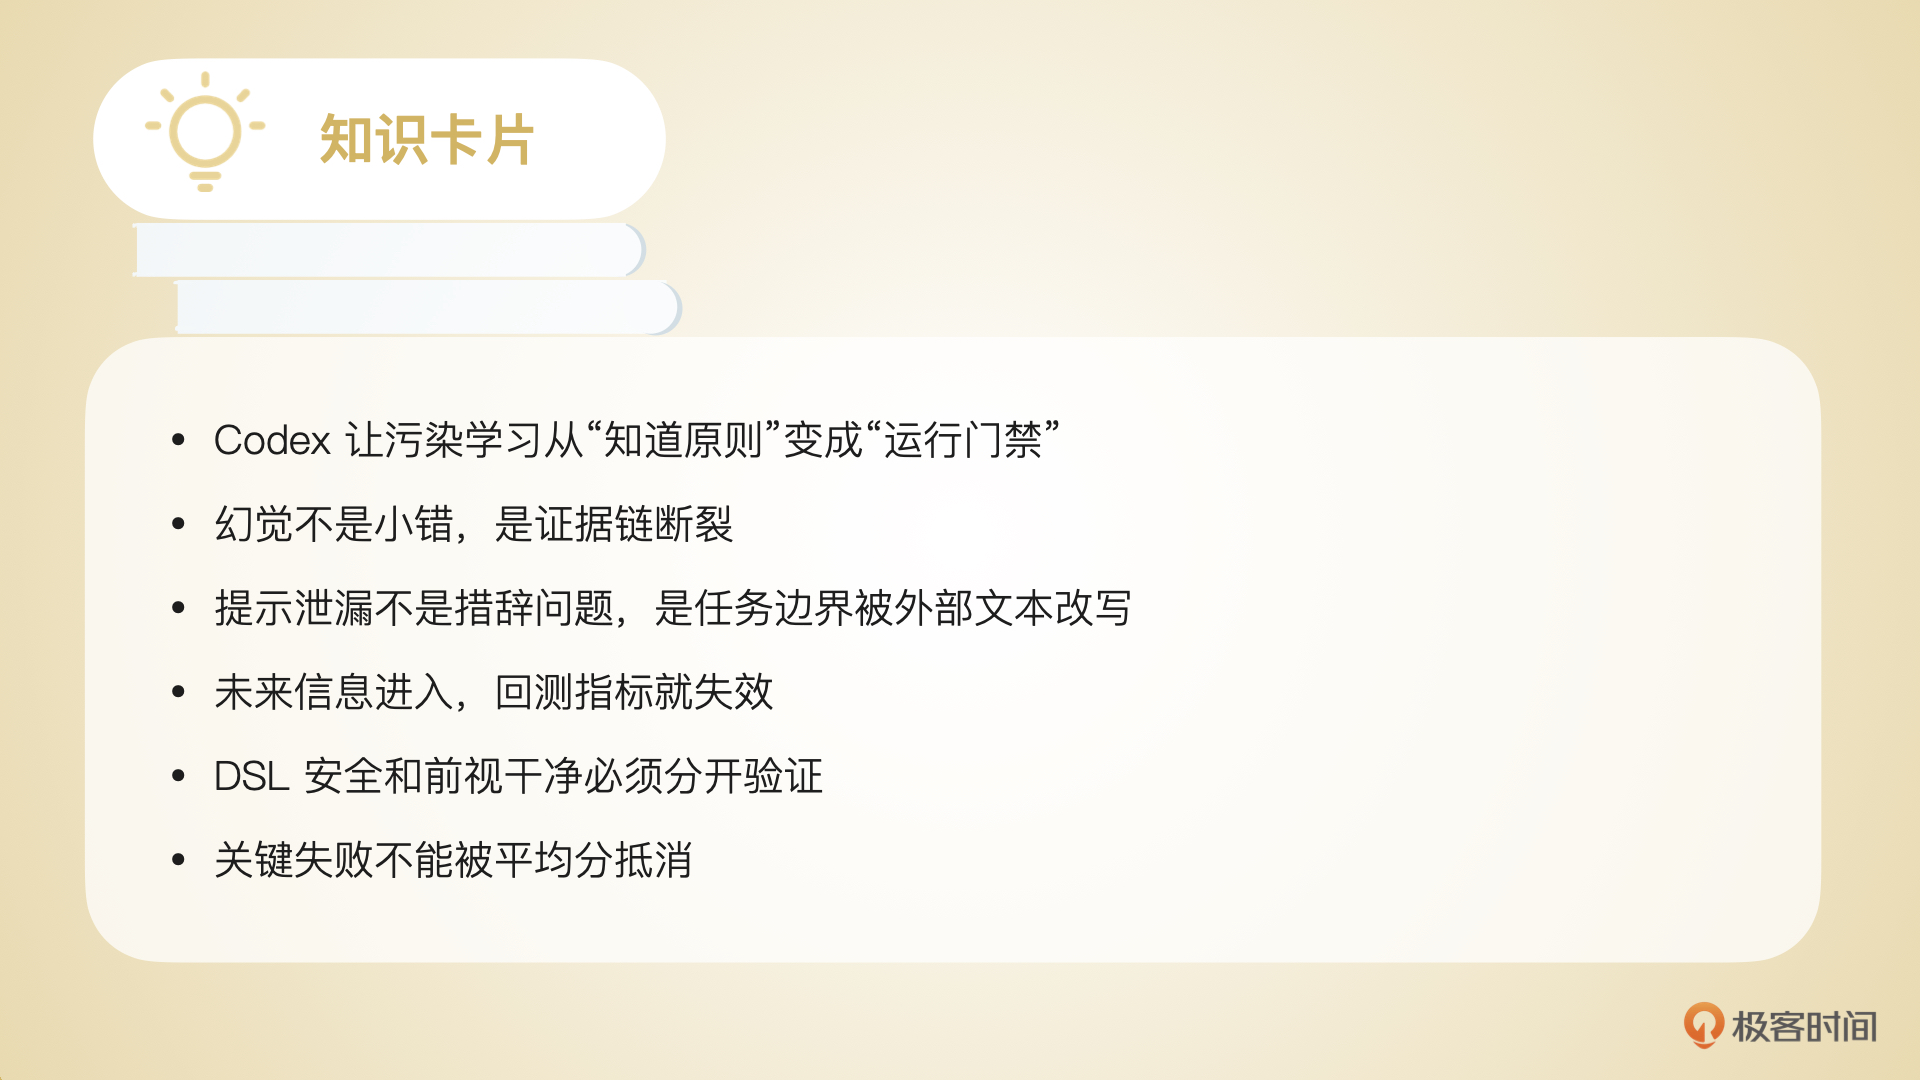 知识卡片
• Codex 让污染学习从“知道原则”变成“运行门禁”
• 幻觉不是小错，是证据链断裂
• 提示泄漏不是措辞问题，是任务边界被外部文本改写
• 未来信息进入，回测指标就失效
• DSL 安全和前视干净必须分开验证
• 关键失败不能被平均分抵消
极客时间